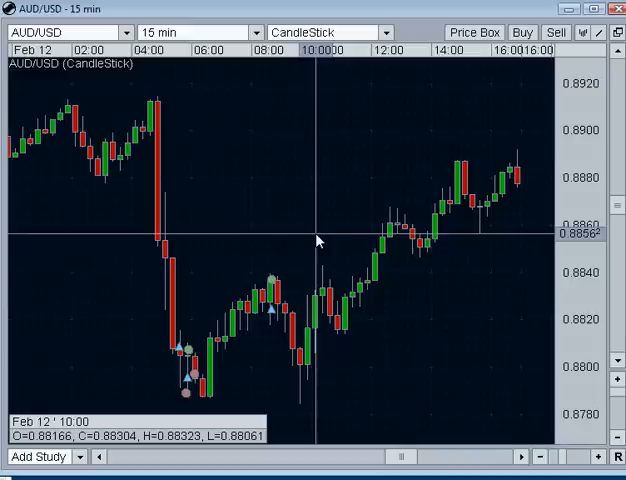 AUD/USD - 15 min
AUD/USD 15 min CandleStick Price Box Buy Sell
Feb 12 02:00 04:00 06:00 08:00 10:00 12:00 14:00 16:00 16:00
AUD/USD (CandleStick)
0.8920
0.8900
0.8880
0.8860
0.8856²
0.8840
0.8820
0.8800
0.8780
Feb 12 ' 10:00
O=0.88166, C=0.88304, H=0.88323, L=0.88061
Add Study R